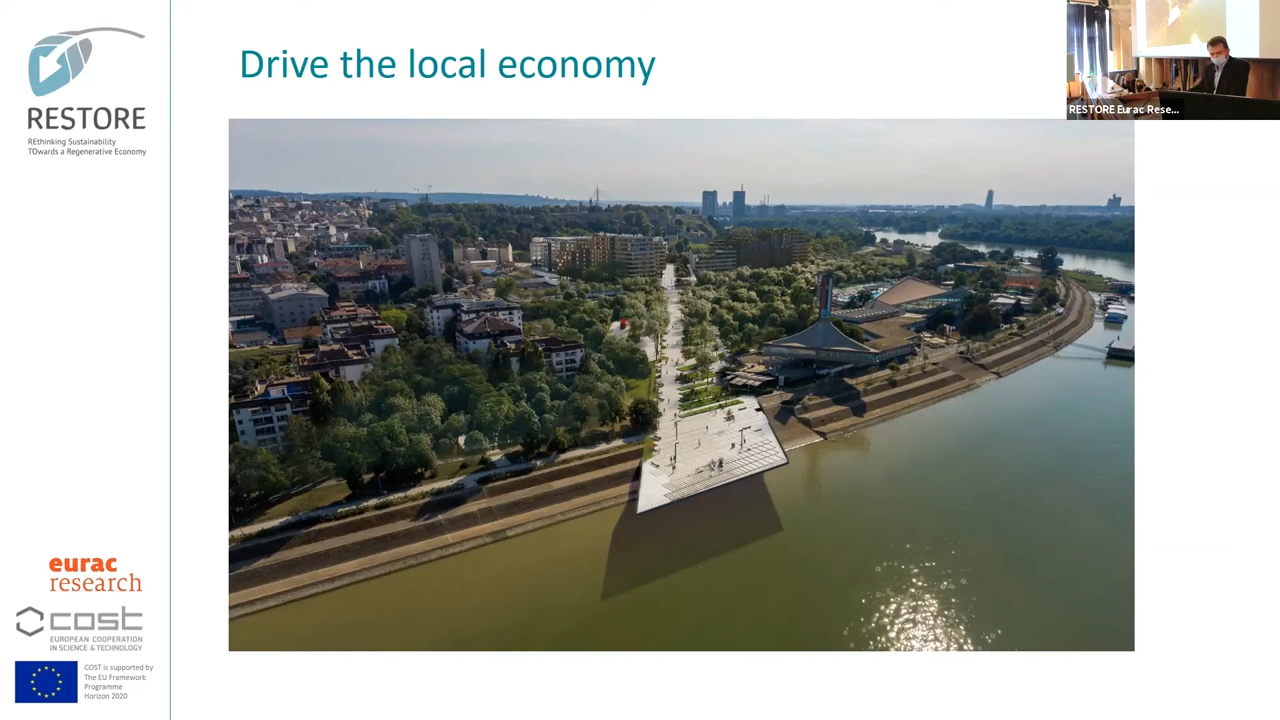 Drive the local economy
RESTORE
REthinking Sustainability
TOwards a Regenerative Economy
RESTORE Eurac Rese...
eurac
research
cost
EUROPEAN COOPERATION
IN SCIENCE & TECHNOLOGY
COST is supported by
The EU Framework
Programme
Horizon 2020